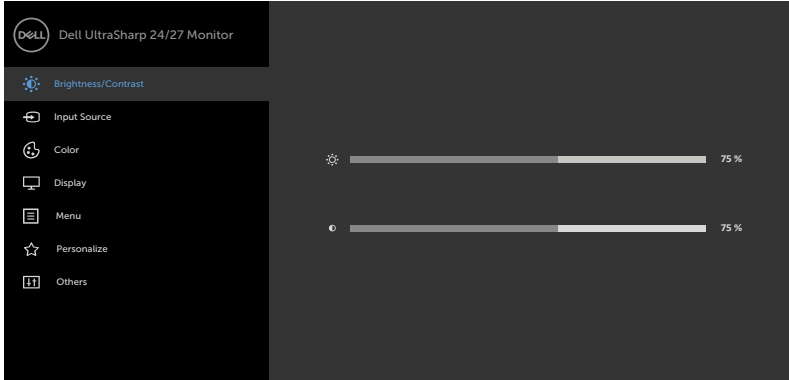 DELL
Dell UltraSharp 24/27 Monitor
Brightness/Contrast
Input Source
Color
75 %
Display
Menu
75 %
Personalize
Others